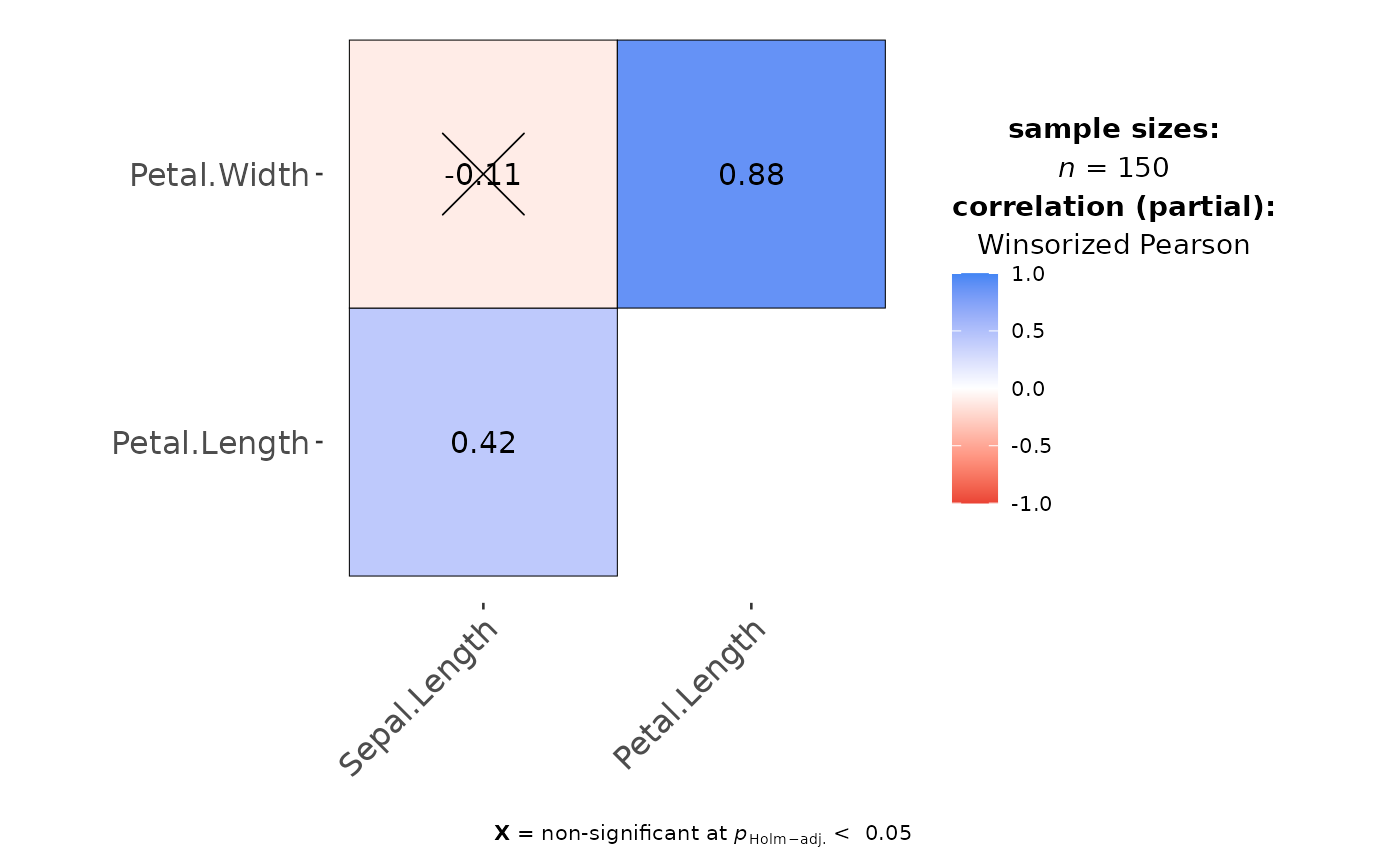 Petal.Width
-0.11
0.88
Petal.Length
0.42
Sepal.Length
Petal.Length
sample sizes:
n = 150
correlation (partial):
Winsorized Pearson
1.0
0.5
0.0
-0.5
-1.0
X = non-significant at pHolm−adj. < 0.05